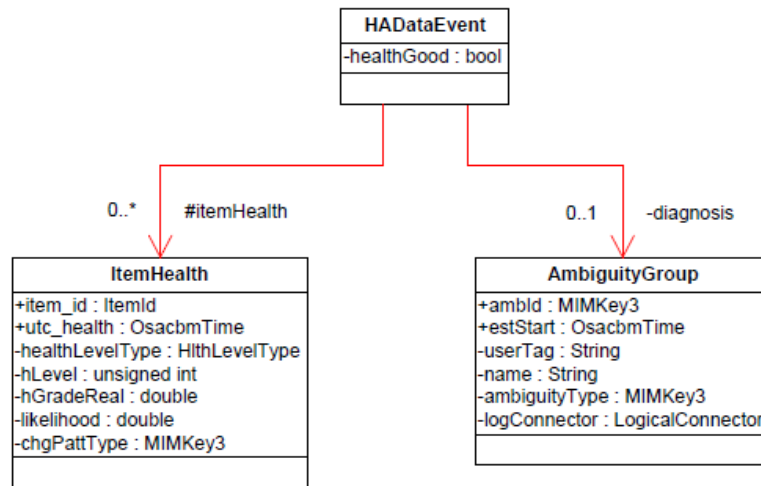 HADataEvent
-healthGood : bool
0..* #itemHealth
0..1 -diagnosis
ItemHealth
+item_id : ItemId
+utc_health : OsacbmTime
-healthLevelType : HlthLevelType
-hLevel : unsigned int
-hGradeReal : double
-likelihood : double
-chgPattType : MIMKey3
AmbiguityGroup
+ambId : MIMKey3
+estStart : OsacbmTime
-userTag : String
-name : String
-ambiguityType : MIMKey3
-logConnector : LogicalConnector